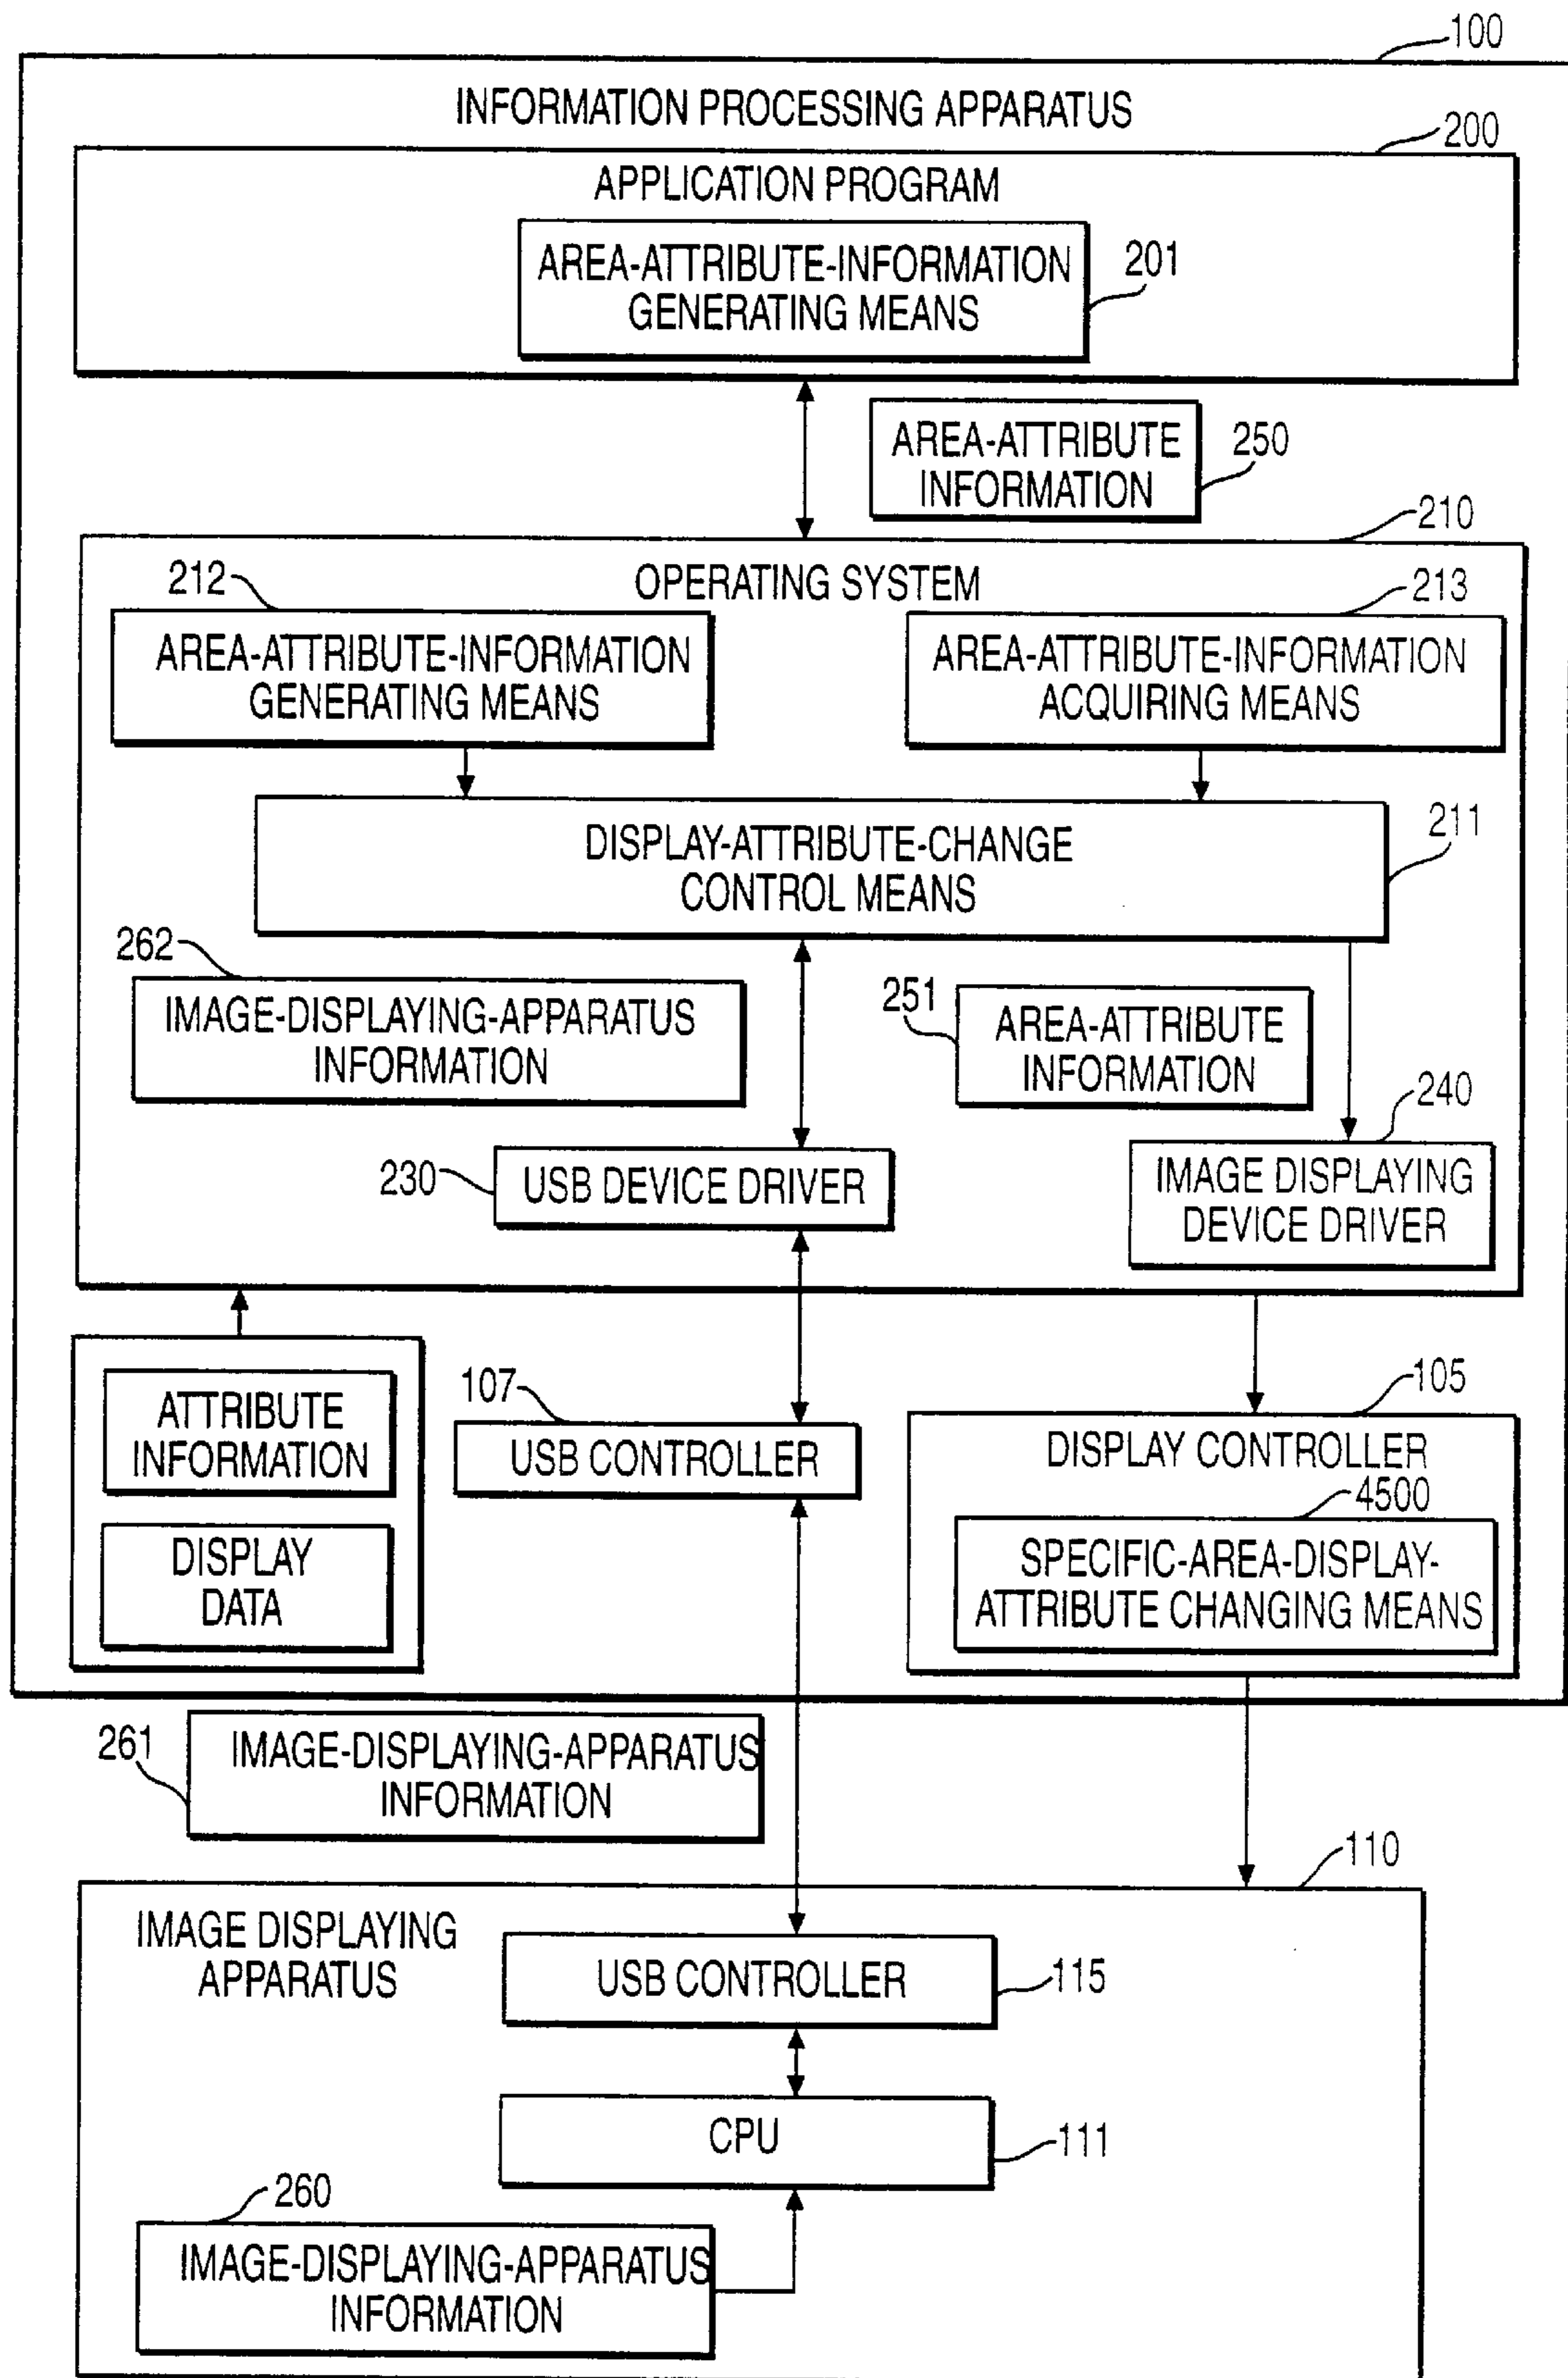 100
INFORMATION PROCESSING APPARATUS
200
APPLICATION PROGRAM
AREA-ATTRIBUTE-INFORMATION
GENERATING MEANS
201
AREA-ATTRIBUTE
INFORMATION
250
210
OPERATING SYSTEM
212
213
AREA-ATTRIBUTE-INFORMATION
GENERATING MEANS
AREA-ATTRIBUTE-INFORMATION
ACQUIRING MEANS
DISPLAY-ATTRIBUTE-CHANGE
CONTROL MEANS
211
262
IMAGE-DISPLAYING-APPARATUS
INFORMATION
251
AREA-ATTRIBUTE
INFORMATION
240
230
USB DEVICE DRIVER
IMAGE DISPLAYING
DEVICE DRIVER
ATTRIBUTE
INFORMATION
DISPLAY
DATA
107
USB CONTROLLER
105
DISPLAY CONTROLLER
4500
SPECIFIC-AREA-DISPLAY-
ATTRIBUTE CHANGING MEANS
261
IMAGE-DISPLAYING-APPARATUS
INFORMATION
110
IMAGE DISPLAYING
APPARATUS
USB CONTROLLER
115
CPU
111
260
IMAGE-DISPLAYING-APPARATUS
INFORMATION